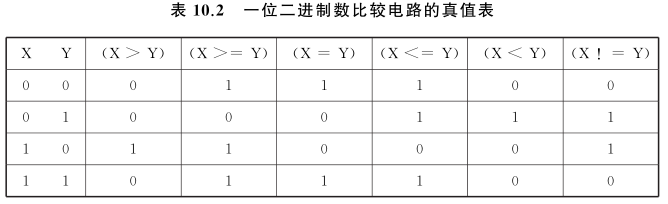 表 10.2 一位二进制数比较电路的真值表
X Y (X > Y) (X >= Y) (X = Y) (X <= Y) (X < Y) (X ! = Y)
0 0 0 1 1 1 0 0
0 1 0 0 0 1 1 1
1 0 1 1 0 0 0 1
1 1 0 1 1 1 0 0